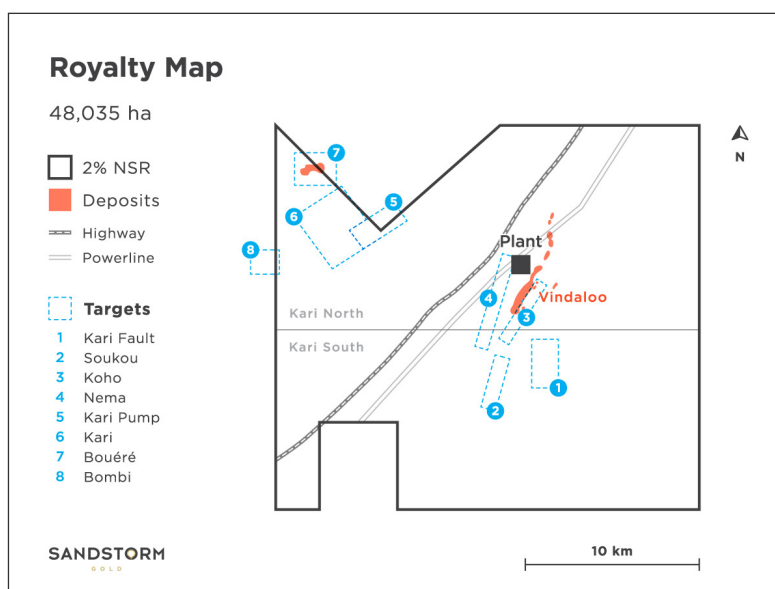 Royalty Map
48,035 ha
2% NSR
Deposits
Highway
Powerline
Targets
1 Kari Fault
2 Soukou
3 Koho
4 Nema
5 Kari Pump
6 Kari
7 Bouéré
8 Bombi
N
7
5
6
8
Plant
4
Vindaloo
3
Kari North
Kari South
1
2
SANDSTORM
GOLD
10 km